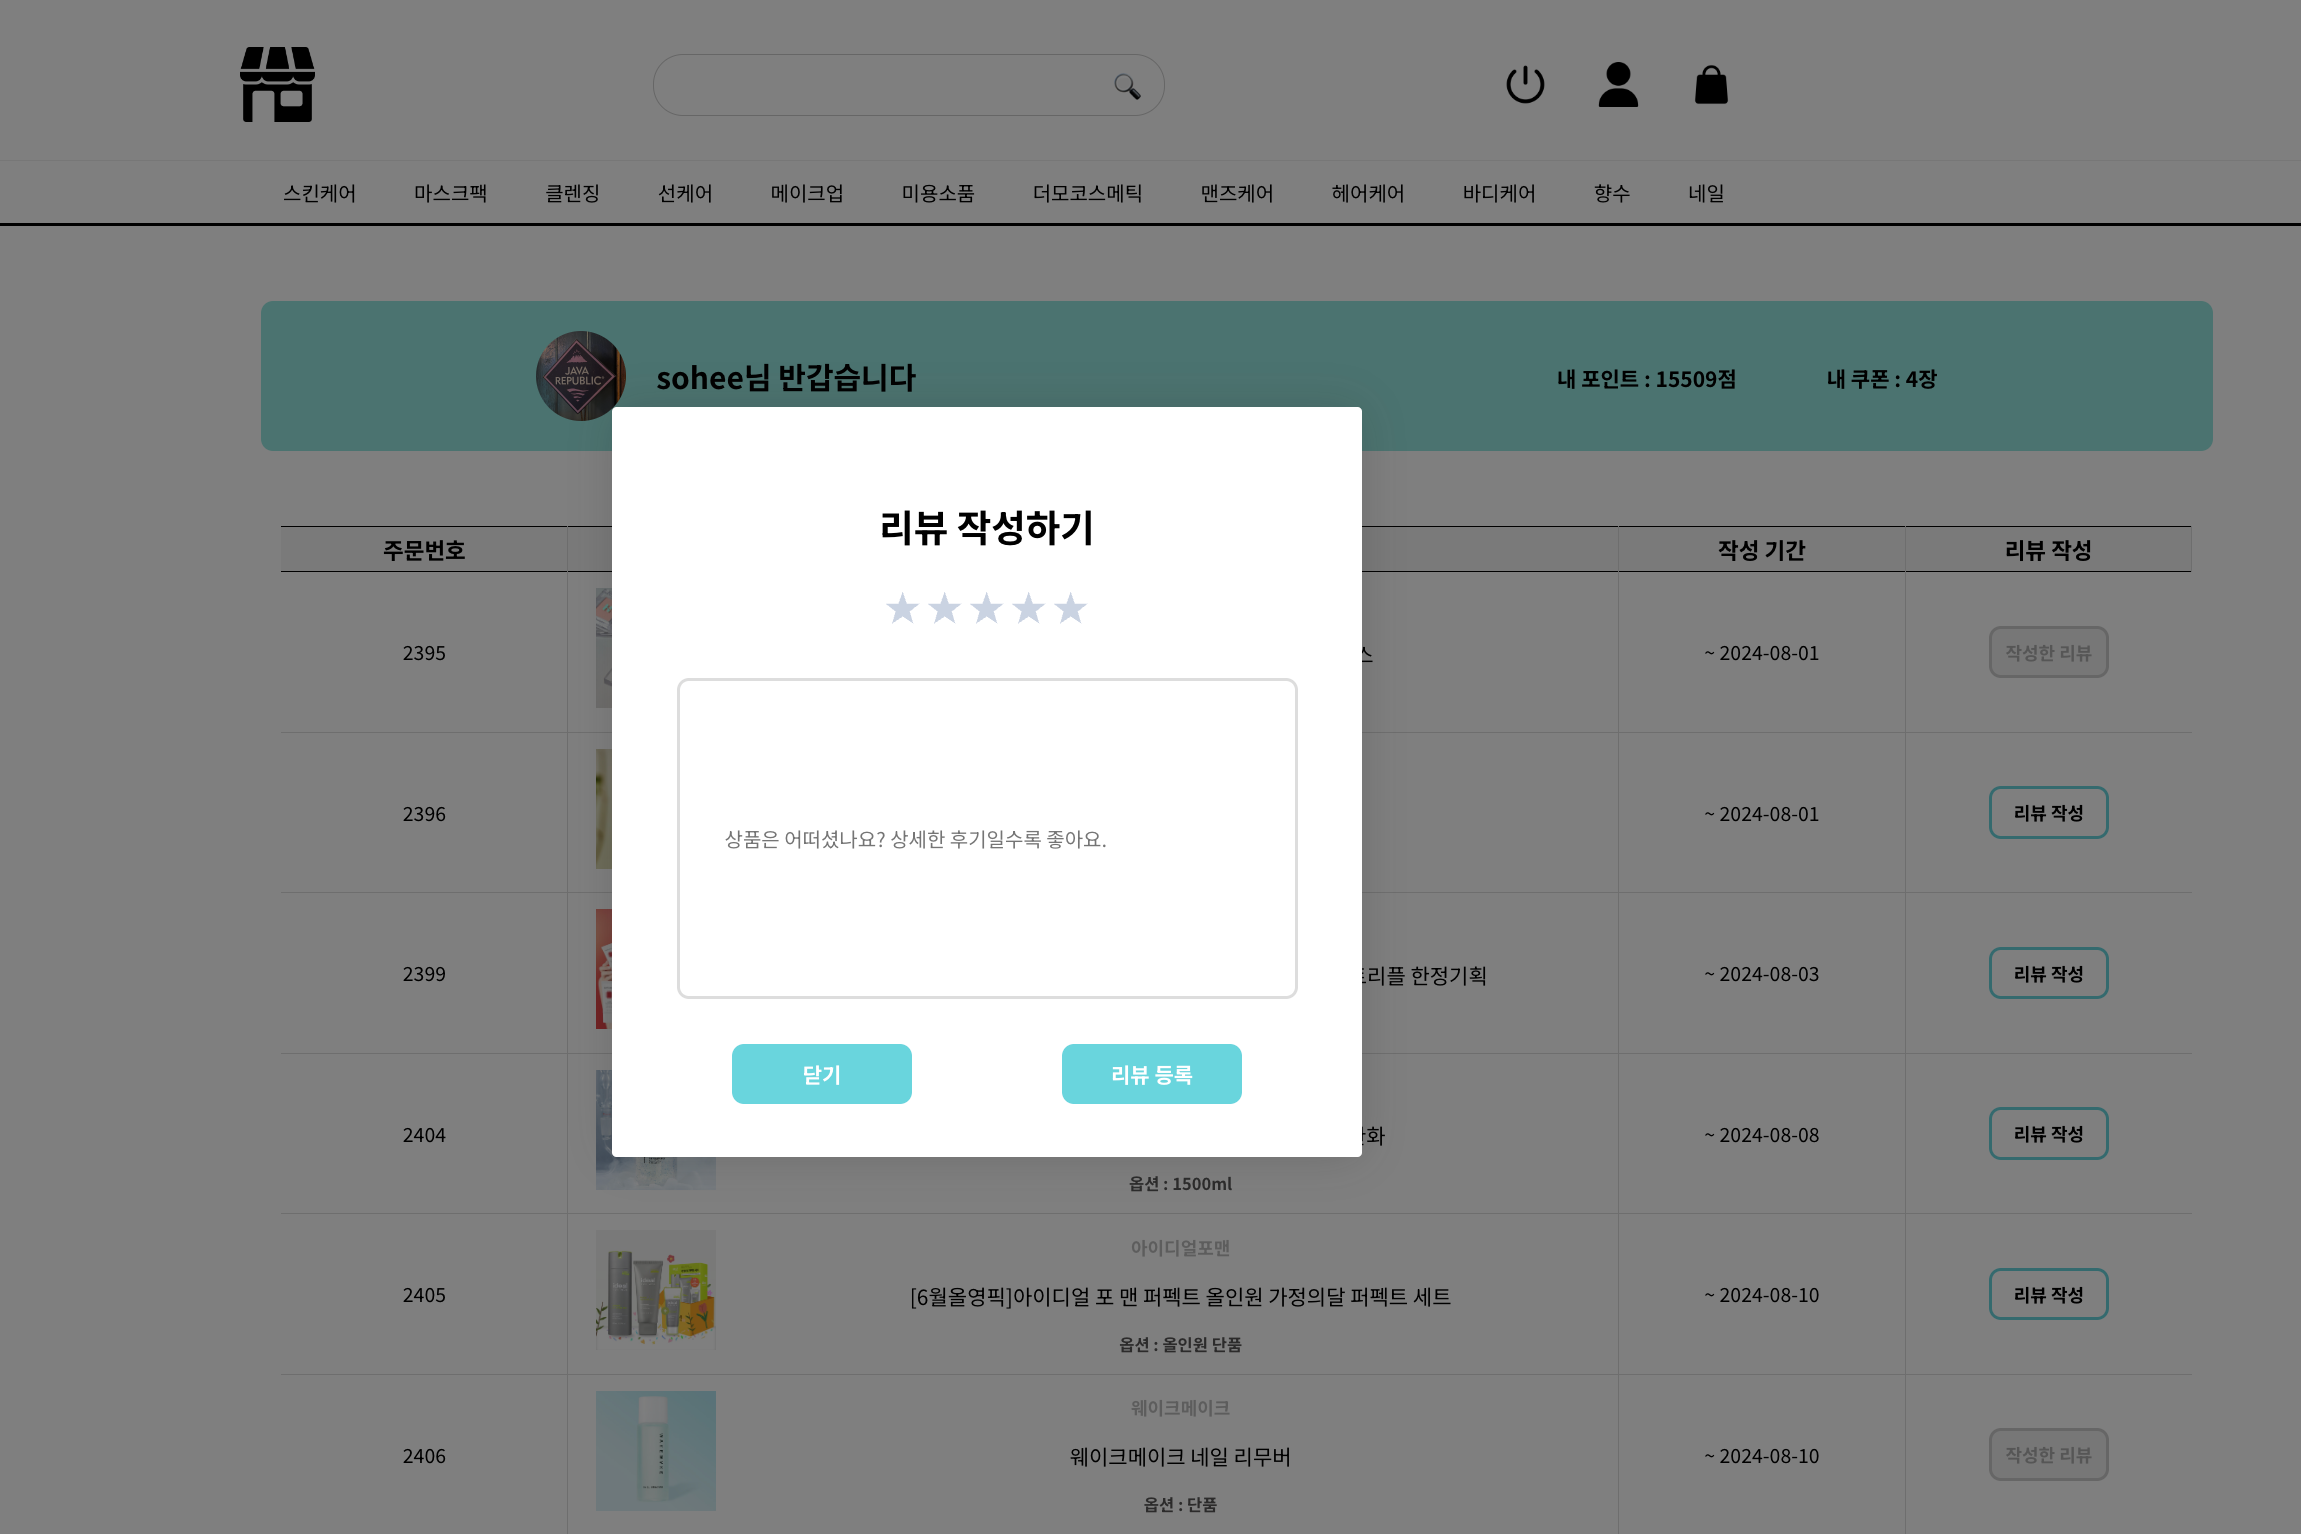 스킨케어 마스크팩 클렌징 선케어 메이크업 미용소품 더모코스메틱 맨즈케어 헤어케어 바디케어 향수 네일
JAVA
REPUBLIC
sohee님 반갑습니다 내 포인트 : 15509점 내 쿠폰 : 4장
리뷰 작성하기
주문번호 작성 기간 리뷰 작성
2395 스 ~ 2024-08-01 작성한 리뷰
2396 ~ 2024-08-01 리뷰 작성
상품은 어떠셨나요? 상세한 후기일수록 좋아요.
2399 트리플 한정기획 ~ 2024-08-03 리뷰 작성
닫기 리뷰 등록
2404 화 ~ 2024-08-08 리뷰 작성
옵션 : 1500ml
아이디얼포맨
2405 [6월올영픽]아이디얼 포 맨 퍼펙트 올인원 가정의달 퍼펙트 세트 ~ 2024-08-10 리뷰 작성
옵션 : 올인원 단품
웨이크메이크
2406 웨이크메이크 네일 리무버 ~ 2024-08-10 작성한 리뷰
옵션 : 단품